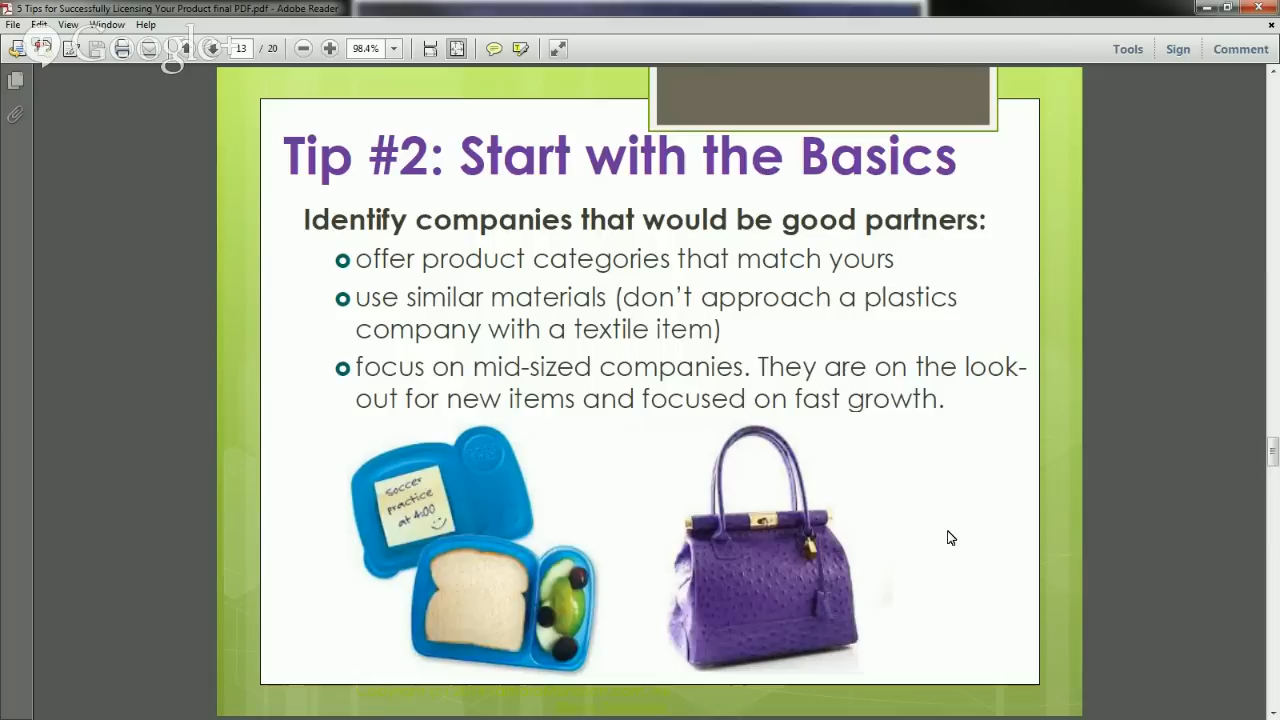 5 Tips for Successfully Licensing Your Product final PDF.pdf - Adobe Reader
File Edit View Window Help
Google+
13 / 20 98.4% Tools Sign Comment
Tip #2: Start with the Basics
Identify companies that would be good partners:
offer product categories that match yours
use similar materials (don't approach a plastics
company with a textile item)
focus on mid-sized companies. They are on the look-
out for new items and focused on fast growth.
soccer
practice
at 4:00